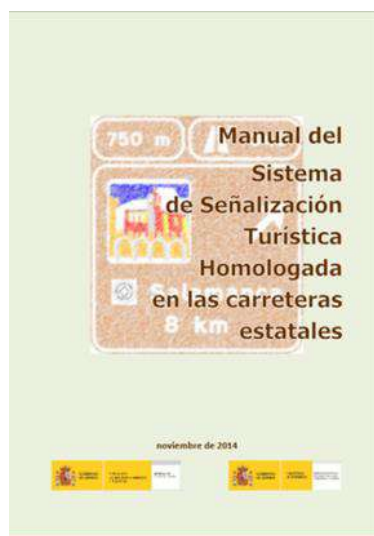 750 m
Manual del
Sistema
de Señalización
Turística
Homologada
en las carreteras
estatales
Salamanca
8 km
noviembre de 2014